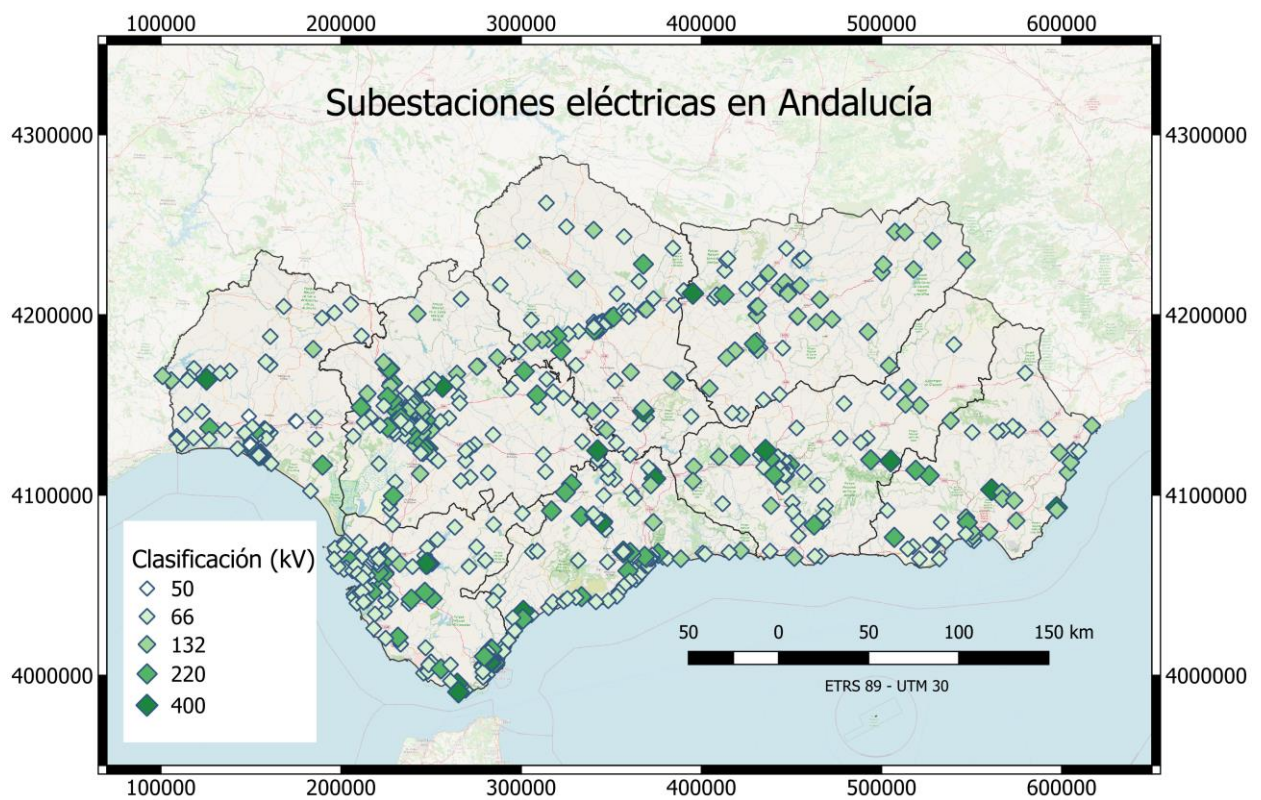 100000 200000 300000 400000 500000 600000
Subestaciones eléctricas en Andalucía
4300000 4300000
4200000 4200000
4100000 4100000
4000000 4000000
Clasificación (kV)
50
66
132
220
400
50 0 50 100 150 km
ETRS 89 - UTM 30
100000 200000 300000 400000 500000 600000